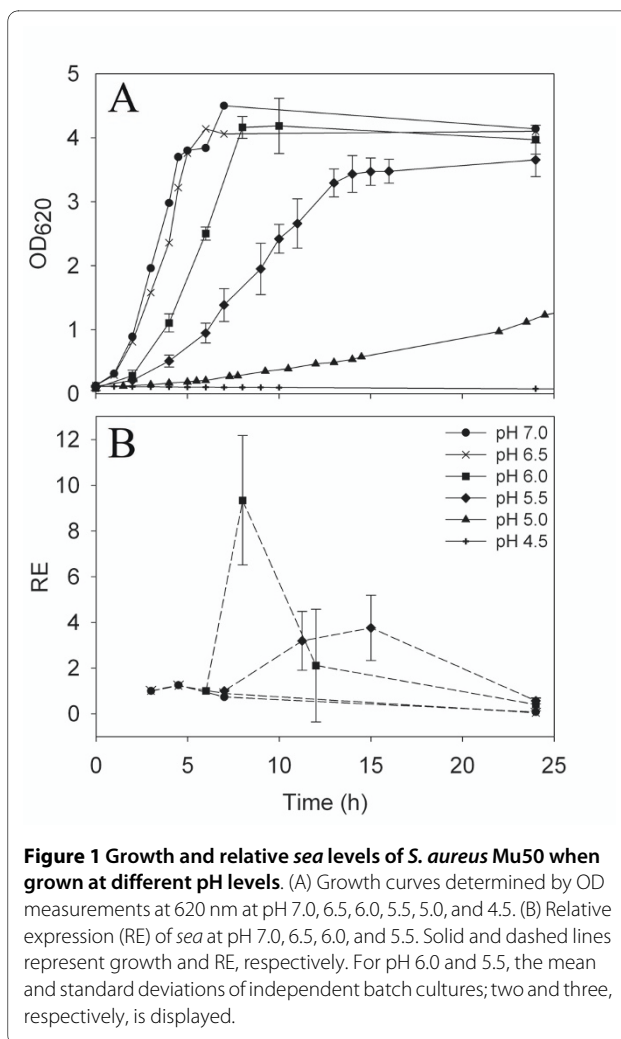 A
5
4
3
2
1
0
OD620
B
12
10
8
6
4
2
0
RE
pH 7.0
pH 6.5
pH 6.0
pH 5.5
pH 5.0
pH 4.5
0 5 10 15 20 25
Time (h)
Figure 1 Growth and relative sea levels of S. aureus Mu50 when
grown at different pH levels. (A) Growth curves determined by OD
measurements at 620 nm at pH 7.0, 6.5, 6.0, 5.5, 5.0, and 4.5. (B) Relative
expression (RE) of sea at pH 7.0, 6.5, 6.0, and 5.5. Solid and dashed lines
represent growth and RE, respectively. For pH 6.0 and 5.5, the mean
and standard deviations of independent batch cultures; two and three,
respectively, is displayed.